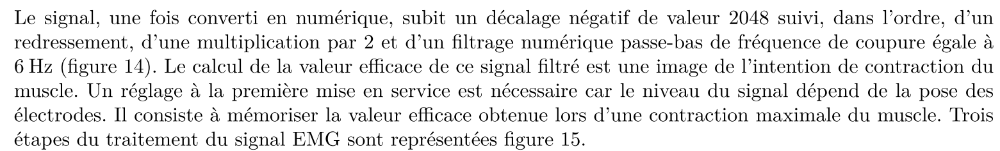 Le signal, une fois converti en numérique, subit un décalage négatif de valeur 2048 suivi, dans l'ordre, d'un
redressement, d'une multiplication par 2 et d'un filtrage numérique passe-bas de fréquence de coupure égale à
6 Hz (figure 14). Le calcul de la valeur efficace de ce signal filtré est une image de l'intention de contraction du
muscle. Un réglage à la première mise en service est nécessaire car le niveau du signal dépend de la pose des
électrodes. Il consiste à mémoriser la valeur efficace obtenue lors d'une contraction maximale du muscle. Trois
étapes du traitement du signal EMG sont représentées figure 15.